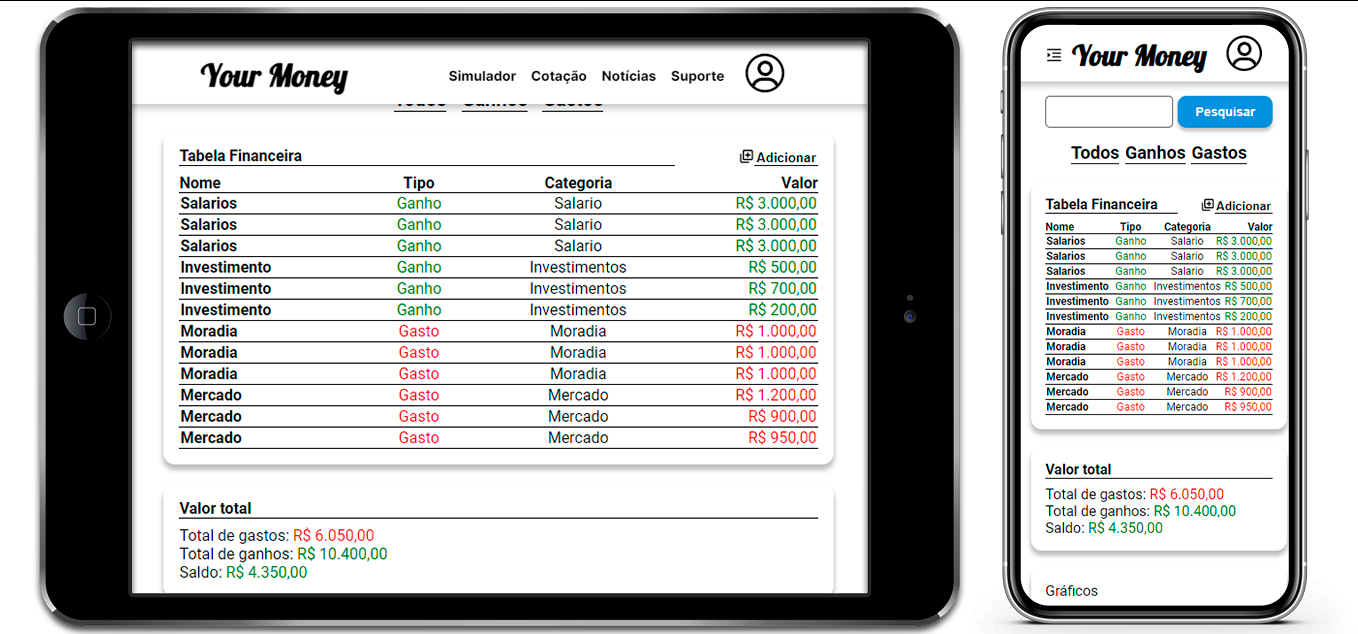 Your Money
Simulador Cotação Notícias Suporte
Todos Ganhos Gastos
Tabela Financeira Adicionar
Nome Tipo Categoria Valor
Salarios Ganho Salario R$ 3.000,00
Salarios Ganho Salario R$ 3.000,00
Salarios Ganho Salario R$ 3.000,00
Investimento Ganho Investimentos R$ 500,00
Investimento Ganho Investimentos R$ 700,00
Investimento Ganho Investimentos R$ 200,00
Moradia Gasto Moradia R$ 1.000,00
Moradia Gasto Moradia R$ 1.000,00
Moradia Gasto Moradia R$ 1.000,00
Mercado Gasto Mercado R$ 1.200,00
Mercado Gasto Mercado R$ 900,00
Mercado Gasto Mercado R$ 950,00
Valor total
Total de gastos: R$ 6.050,00
Total de ganhos: R$ 10.400,00
Saldo: R$ 4.350,00
Your Money
Pesquisar
Todos Ganhos Gastos
Tabela Financeira Adicionar
Nome Tipo Categoria Valor
Salarios Ganho Salario R$ 3.000,00
Salarios Ganho Salario R$ 3.000,00
Salarios Ganho Salario R$ 3.000,00
Investimento Ganho Investimentos R$ 500,00
Investimento Ganho Investimentos R$ 700,00
Investimento Ganho Investimentos R$ 200,00
Moradia Gasto Moradia R$ 1.000,00
Moradia Gasto Moradia R$ 1.000,00
Moradia Gasto Moradia R$ 1.000,00
Mercado Gasto Mercado R$ 1.200,00
Mercado Gasto Mercado R$ 900,00
Mercado Gasto Mercado R$ 950,00
Valor total
Total de gastos: R$ 6.050,00
Total de ganhos: R$ 10.400,00
Saldo: R$ 4.350,00
Gráficos